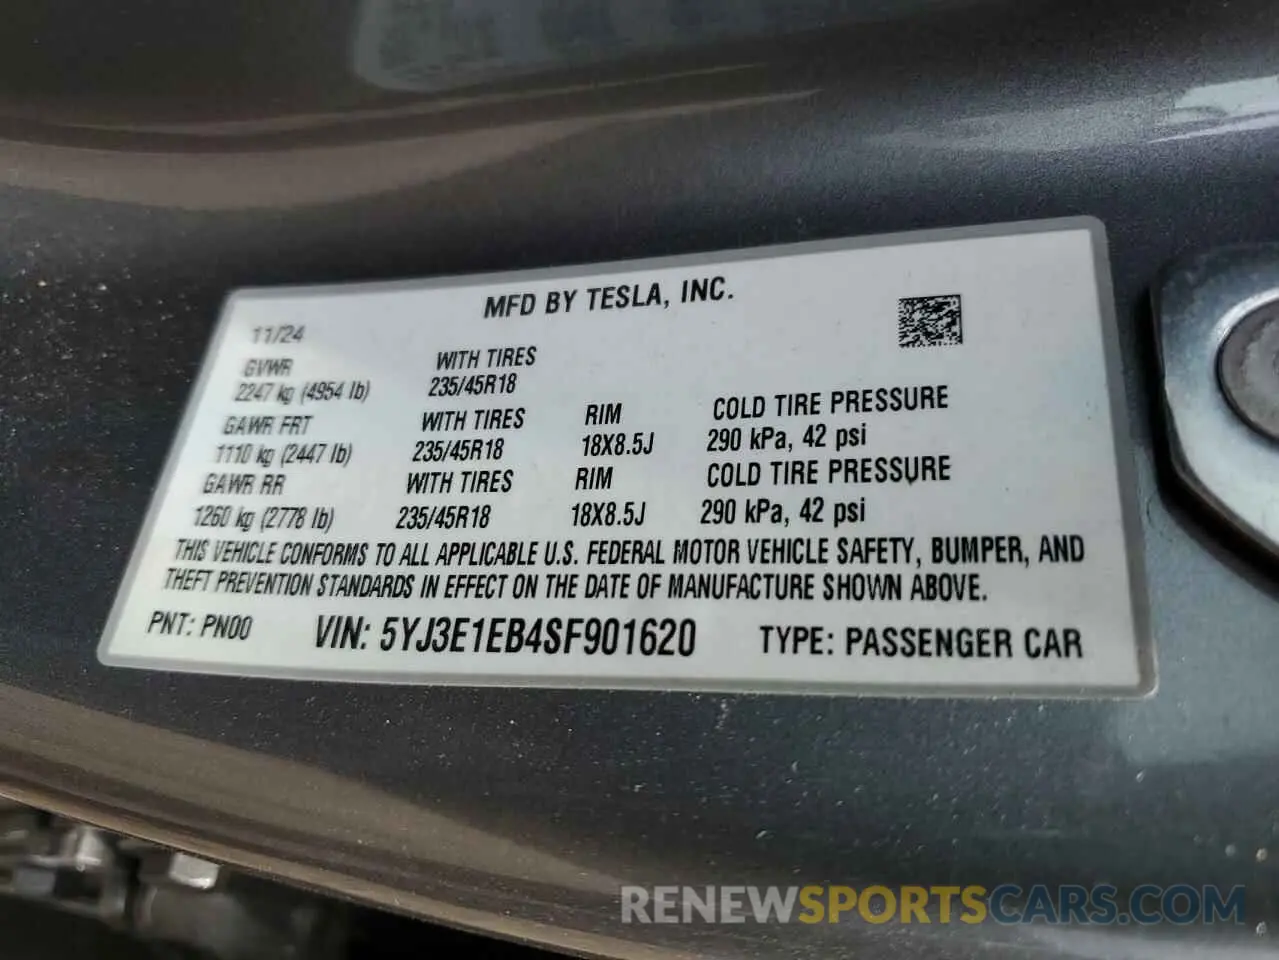 MFD BY TESLA, INC.
11/24
GVWR WITH TIRES
2247 kg (4954 lb) 235/45R18
GAWR FRT WITH TIRES RIM COLD TIRE PRESSURE
1110 kg (2447 lb) 235/45R18 18X8.5J 290 kPa, 42 psi
GAWR RR WITH TIRES RIM COLD TIRE PRESSURE
1260 kg (2778 lb) 235/45R18 18X8.5J 290 kPa, 42 psi
THIS VEHICLE CONFORMS TO ALL APPLICABLE U.S. FEDERAL MOTOR VEHICLE SAFETY, BUMPER, AND
THEFT PREVENTION STANDARDS IN EFFECT ON THE DATE OF MANUFACTURE SHOWN ABOVE.
PNT: PN00 VIN: 5YJ3E1EB4SF901620 TYPE: PASSENGER CAR
RENEWSPORTSCARS.COM